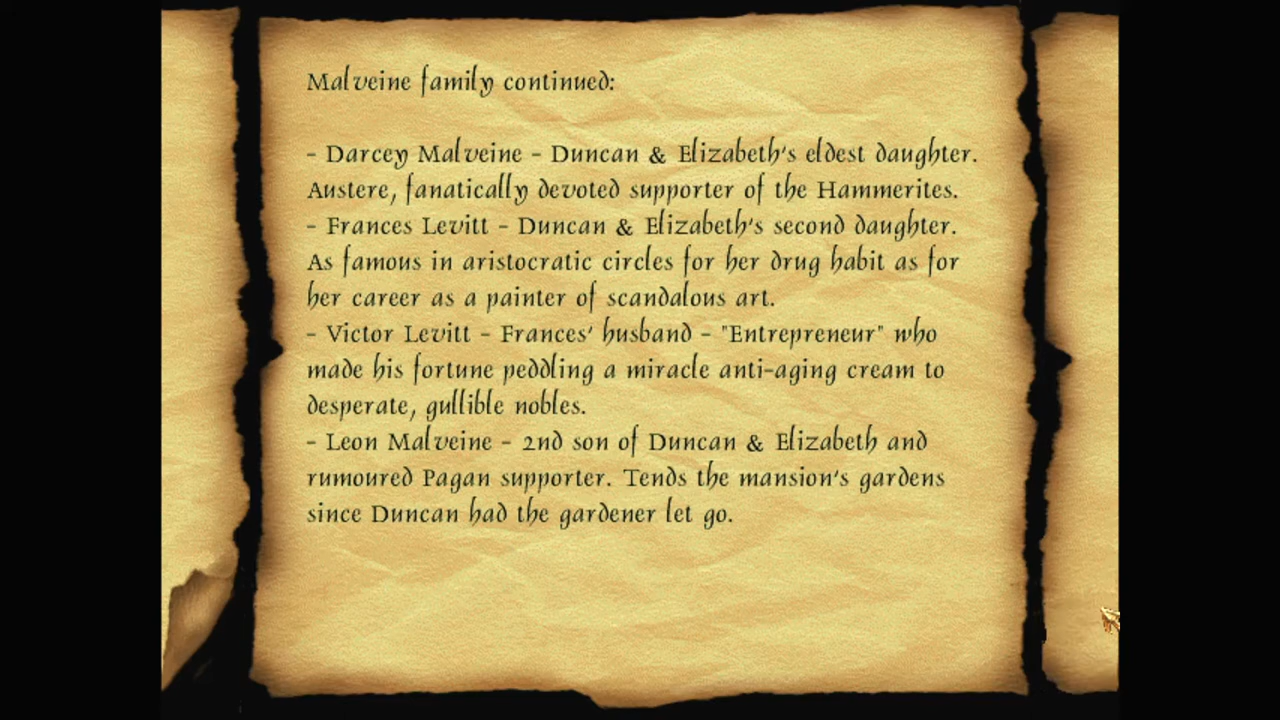 Malveine family continued:
- Darcey Malveine - Duncan & Elizabeth's eldest daughter.
Austere, fanatically devoted supporter of the Hammerites.
- Frances Levitt - Duncan & Elizabeth's second daughter.
As famous in aristocratic circles for her drug habit as for
her career as a painter of scandalous art.
- Victor Levitt - Frances' husband - "Entrepreneur" who
made his fortune peddling a miracle anti-aging cream to
desperate, gullible nobles.
- Leon Malveine - 2nd son of Duncan & Elizabeth and
rumoured Pagan supporter. Tends the mansion's gardens
since Duncan had the gardener let go.